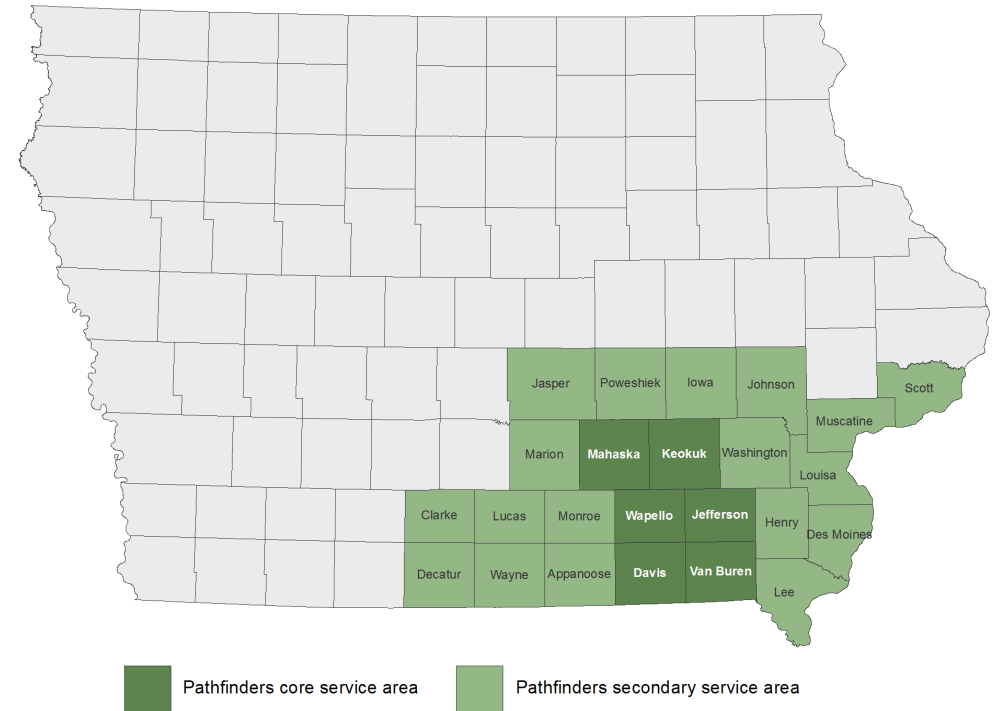 Jasper
Poweshiek
Iowa
Johnson
Scott
Muscatine
Marion
Mahaska
Keokuk
Washington
Louisa
Clarke
Lucas
Monroe
Wapello
Jefferson
Henry
Des Moines
Decatur
Wayne
Appanoose
Davis
Van Buren
Lee
Pathfinders core service area
Pathfinders secondary service area